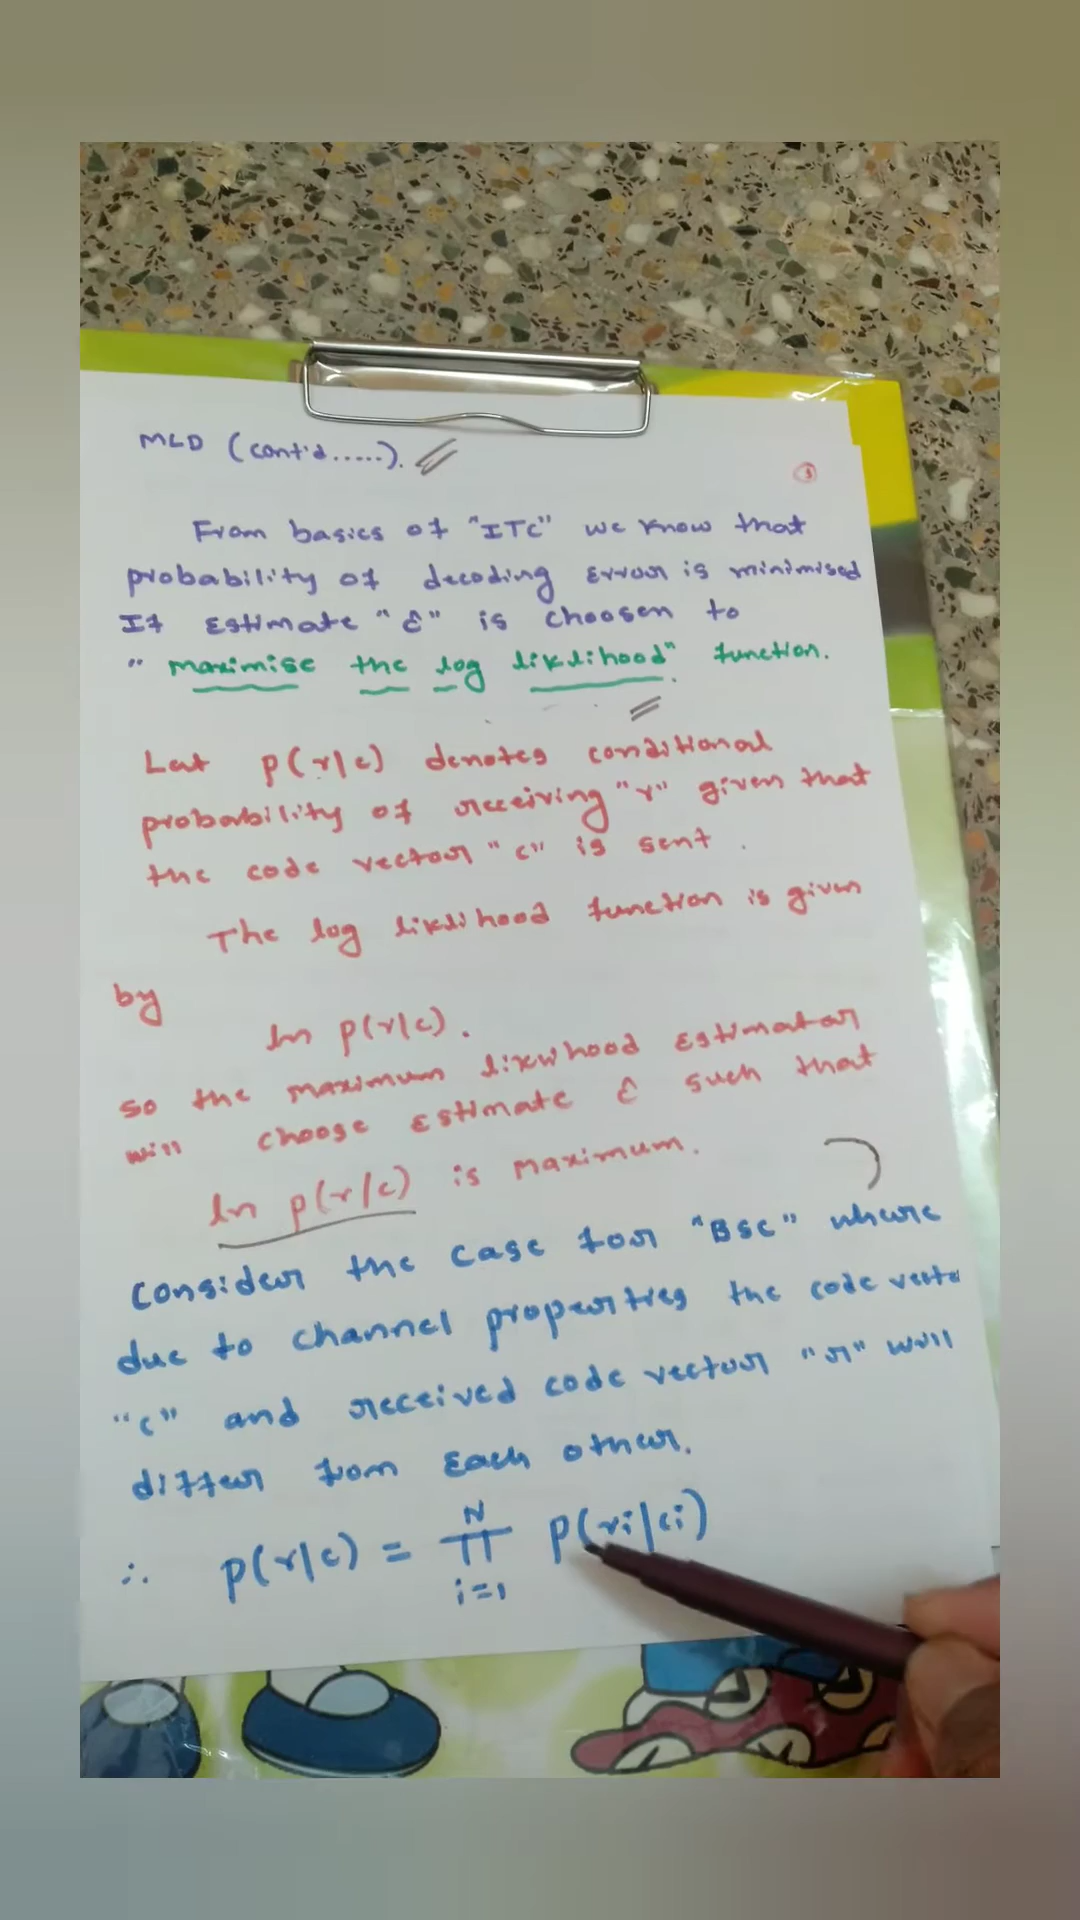 MLD (cont'd.....).
3
From basics of "ITC" we know that
probability of decoding error is minimised
If Estimate "ĉ" is choosen to
"maximise the log liklihood" function.
Let p(r/c) denotes conditional
probability of receiving "r" given that
the code vector "c" is sent.
The log liklihood function is given
by
ln p(r/c).
so the maximum likelihood Estimator
will choose Estimate ĉ such that
ln p(r/c) is maximum.
Consider the case for "BSC" where
due to channel properties the code vector
"c" and received code vector "r" will
differ from Each other.
∴ p(r/c) = N ∏ i=1 p(ri/ci)